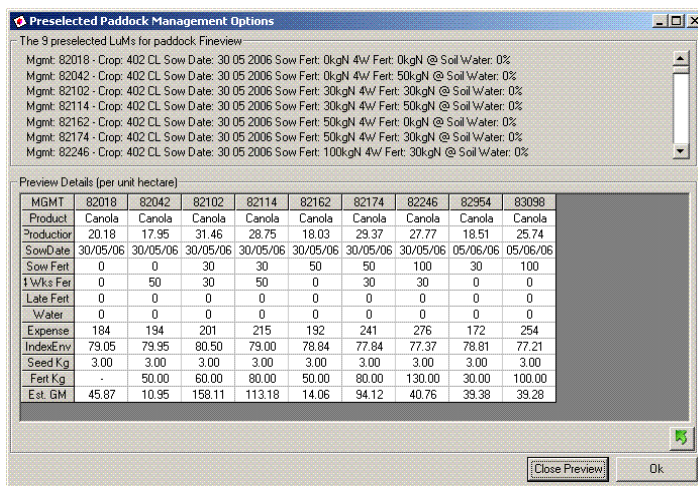 Preselected Paddock Management Options
The 9 preselected LuMs for paddock Fineview
Mgmt: 82018 - Crop: 402 CL Sow Date: 30 05 2006 Sow Fert: 0kgN 4W Fert: 0kgN @ Soil Water: 0%
Mgmt: 82042 - Crop: 402 CL Sow Date: 30 05 2006 Sow Fert: 0kgN 4W Fert: 50kgN @ Soil Water: 0%
Mgmt: 82102 - Crop: 402 CL Sow Date: 30 05 2006 Sow Fert: 30kgN 4W Fert: 30kgN @ Soil Water: 0%
Mgmt: 82114 - Crop: 402 CL Sow Date: 30 05 2006 Sow Fert: 30kgN 4W Fert: 50kgN @ Soil Water: 0%
Mgmt: 82162 - Crop: 402 CL Sow Date: 30 05 2006 Sow Fert: 50kgN 4W Fert: 0kgN @ Soil Water: 0%
Mgmt: 82174 - Crop: 402 CL Sow Date: 30 05 2006 Sow Fert: 50kgN 4W Fert: 30kgN @ Soil Water: 0%
Mgmt: 82246 - Crop: 402 CL Sow Date: 30 05 2006 Sow Fert: 100kgN 4W Fert: 30kgN @ Soil Water: 0%
Preview Details (per unit hectare)
MGMT 82018 82042 82102 82114 82162 82174 82246 82954 83098
Product Canola Canola Canola Canola Canola Canola Canola Canola Canola
Production 20.18 17.95 31.46 28.75 18.03 29.37 27.77 18.51 25.74
SowDate 30/05/06 30/05/06 30/05/06 30/05/06 30/05/06 30/05/06 30/05/06 05/06/06 05/06/06
Sow Fert 0 0 30 30 50 50 100 30 100
4 Wks Fer 0 50 30 50 0 30 30 0 0
Late Fert 0 0 0 0 0 0 0 0 0
Water 0 0 0 0 0 0 0 0 0
Expense 184 194 201 215 192 241 276 172 254
IndexEnv 79.05 79.95 80.50 79.00 78.84 77.84 77.37 78.81 77.21
Seed Kg 3.00 3.00 3.00 3.00 3.00 3.00 3.00 3.00 3.00
Fert Kg - 50.00 60.00 80.00 50.00 80.00 130.00 30.00 100.00
Est. GM 45.87 10.95 158.11 113.18 14.06 94.12 40.76 39.38 39.28
Close Preview Ok